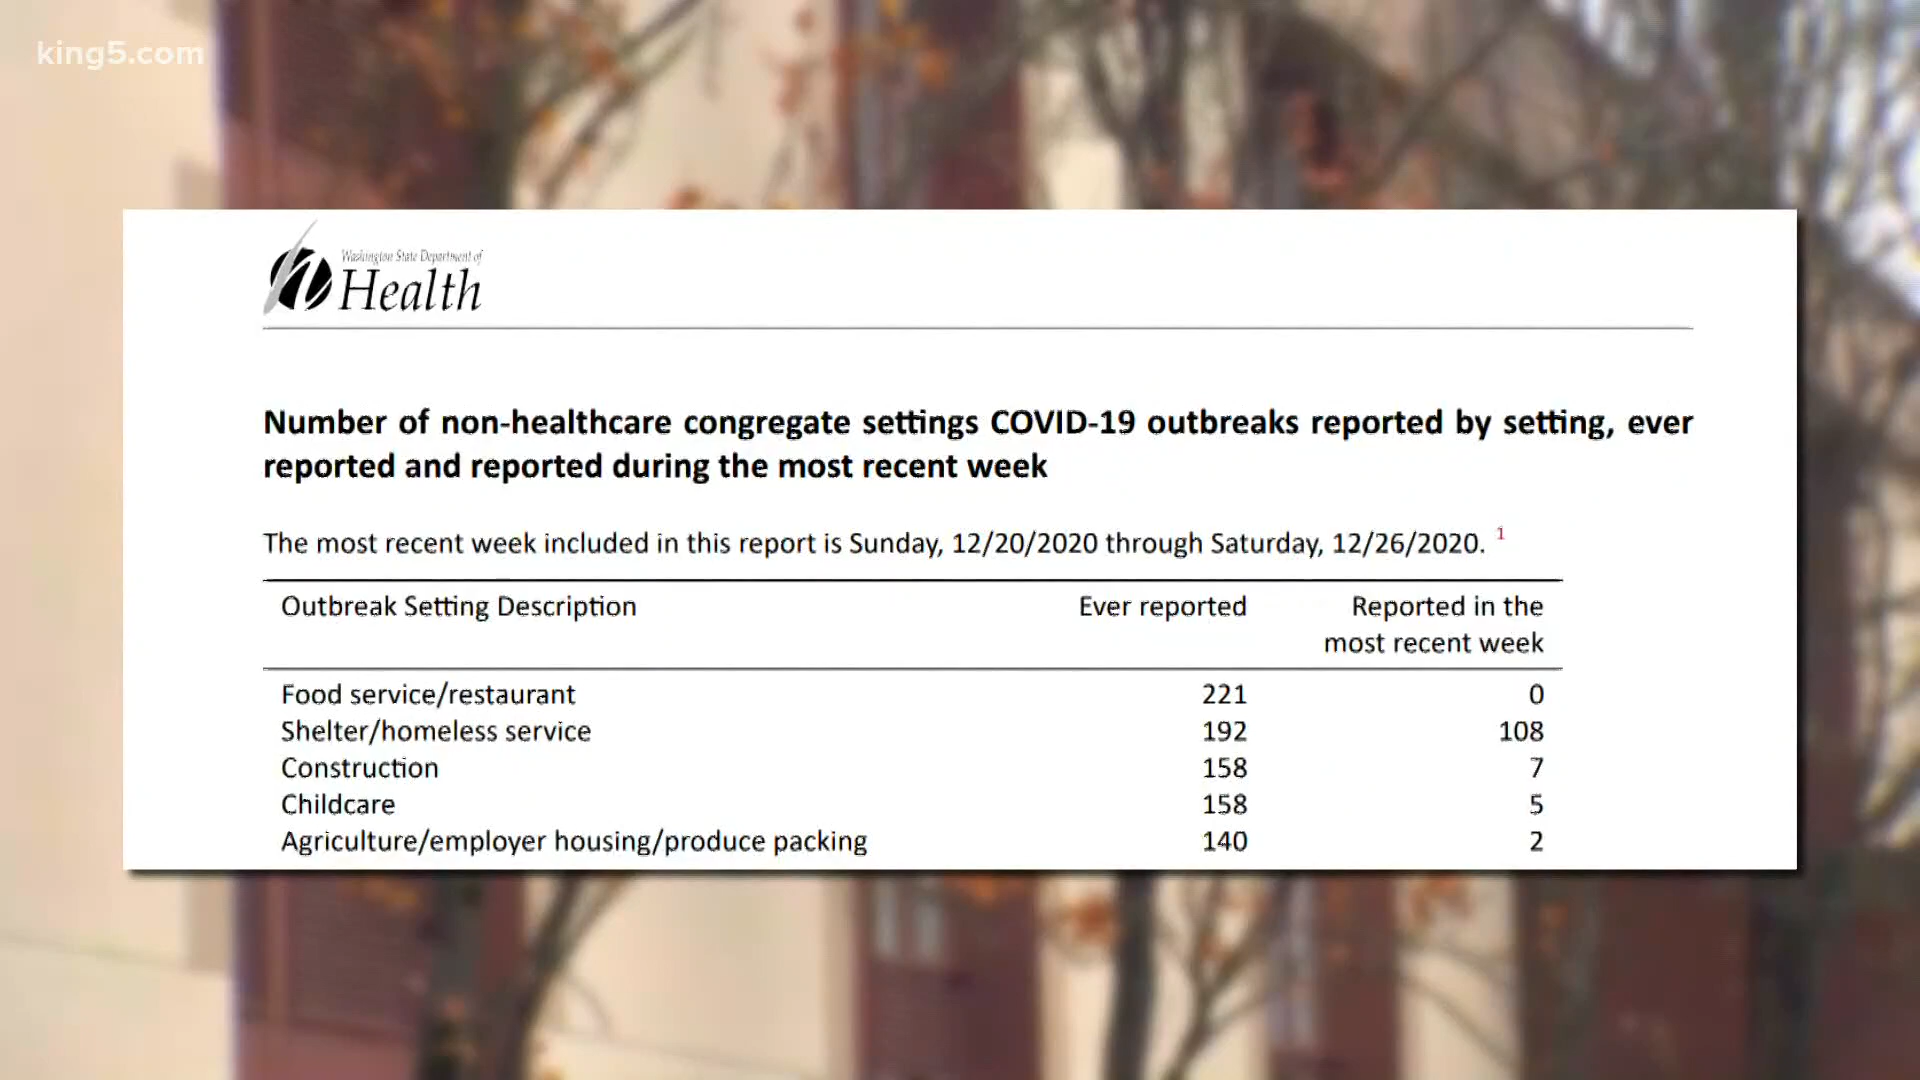 king5.com
Washington State Department of
Health
Number of non-healthcare congregate settings COVID-19 outbreaks reported by setting, ever
reported and reported during the most recent week
The most recent week included in this report is Sunday, 12/20/2020 through Saturday, 12/26/2020. 1
Outbreak Setting Description Ever reported Reported in the
most recent week
Food service/restaurant 221 0
Shelter/homeless service 192 108
Construction 158 7
Childcare 158 5
Agriculture/employer housing/produce packing 140 2